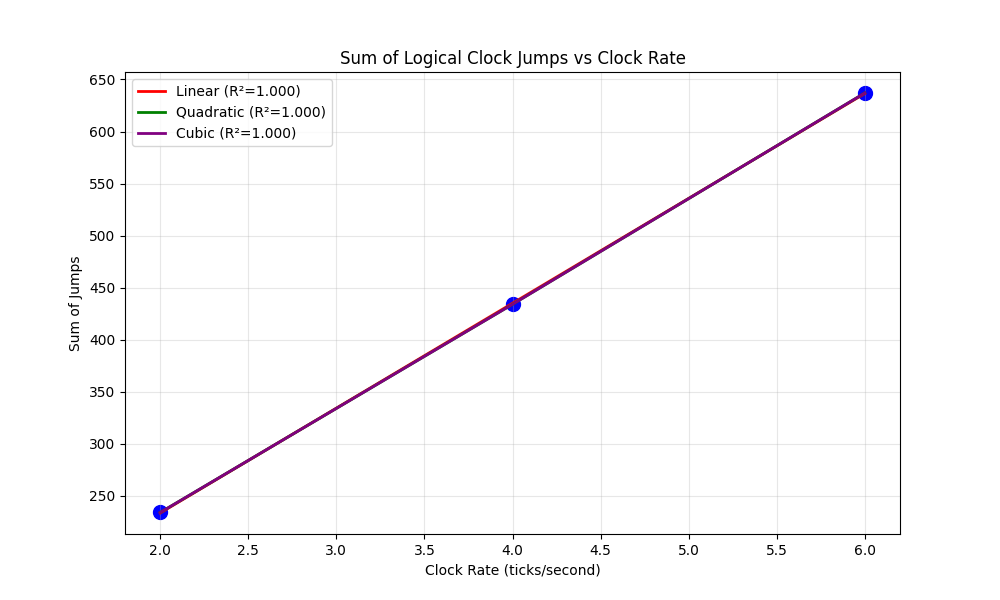 Sum of Logical Clock Jumps vs Clock Rate
Linear (R²=1.000)
Quadratic (R²=1.000)
Cubic (R²=1.000)
Sum of Jumps
650
600
550
500
450
400
350
300
250
2.0 2.5 3.0 3.5 4.0 4.5 5.0 5.5 6.0
Clock Rate (ticks/second)